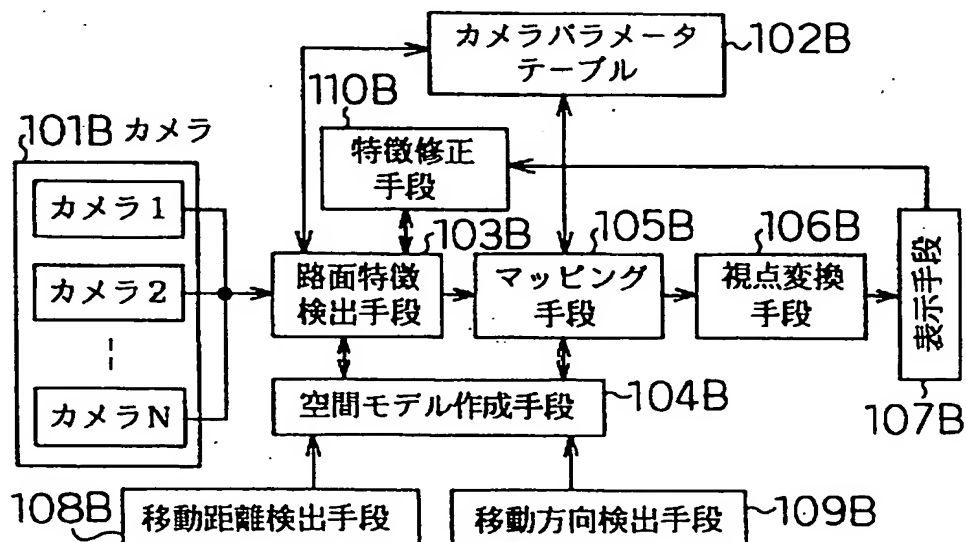 カメラパラメータ
テーブル
102B
110B
101B カメラ
特徴修正
手段
カメラ1
カメラ2
カメラN
103B
路面特徴
検出手段
105B
マッピング
手段
106B
視点変換
手段
表示手段
107B
空間モデル作成手段
104B
108B
移動距離検出手段
移動方向検出手段
109B